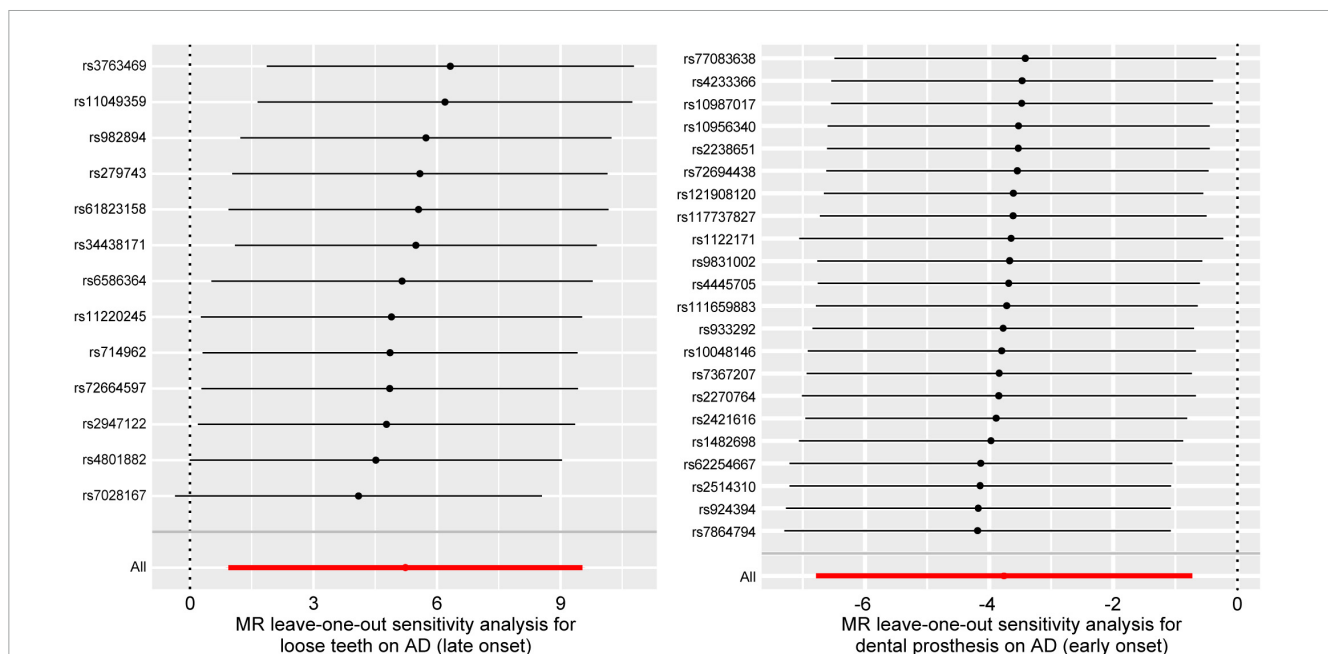 rs3763469
rs11049359
rs982894
rs279743
rs61823158
rs34438171
rs6586364
rs11220245
rs714962
rs72664597
rs2947122
rs4801882
rs7028167
All
0 3 6 9
MR leave-one-out sensitivity analysis for
loose teeth on AD (late onset)
rs77083638
rs4233366
rs10987017
rs10956340
rs2238651
rs72694438
rs121908120
rs117737827
rs1122171
rs9831002
rs4445705
rs111659883
rs933292
rs10048146
rs7367207
rs2270764
rs2421616
rs1482698
rs62254667
rs2514310
rs924394
rs7864794
All
-6 -4 -2 0
MR leave-one-out sensitivity analysis for
dental prosthesis on AD (early onset)